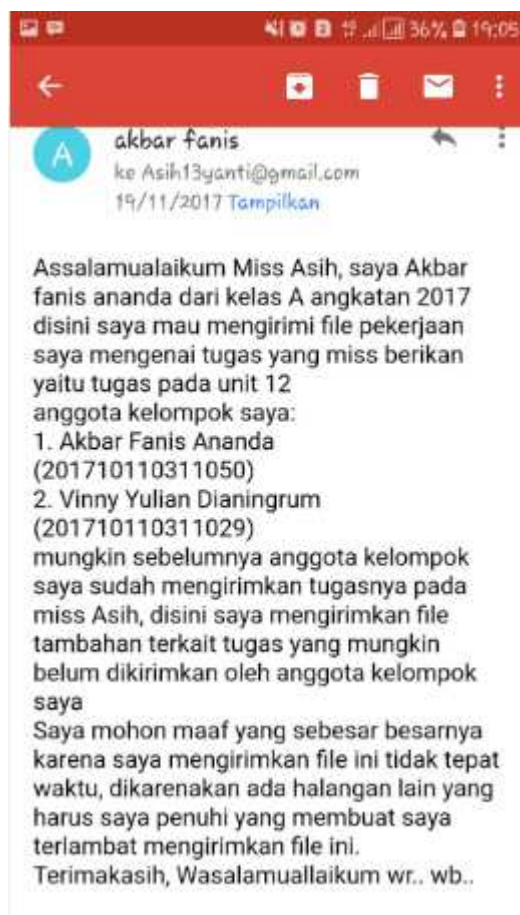 36% 19:05
A
akbar fanis
ke Asih13yanti@gmail.com
19/11/2017 Tampilkan
Assalamualaikum Miss Asih, saya Akbar
fanis ananda dari kelas A angkatan 2017
disini saya mau mengirimi file pekerjaan
saya mengenai tugas yang miss berikan
yaitu tugas pada unit 12
anggota kelompok saya:
1. Akbar Fanis Ananda
(201710110311050)
2. Vinny Yulian Dianingrum
(201710110311029)
mungkin sebelumnya anggota kelompok
saya sudah mengirimkan tugasnya pada
miss Asih, disini saya mengirimkan file
tambahan terkait tugas yang mungkin
belum dikirimkan oleh anggota kelompok
saya
Saya mohon maaf yang sebesar besarnya
karena saya mengirimkan file ini tidak tepat
waktu, dikarenakan ada halangan lain yang
harus saya penuhi yang membuat saya
terlambat mengirimkan file ini.
Terimakasih, Wasalamuallaikum wr.. wb..